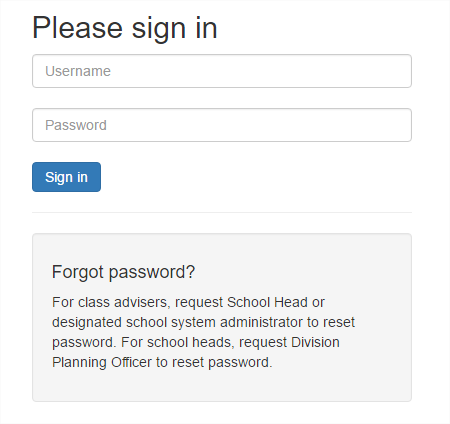 Please sign in
Username
Password
Sign in
Forgot password?
For class advisers, request School Head or
designated school system administrator to reset
password. For school heads, request Division
Planning Officer to reset password.